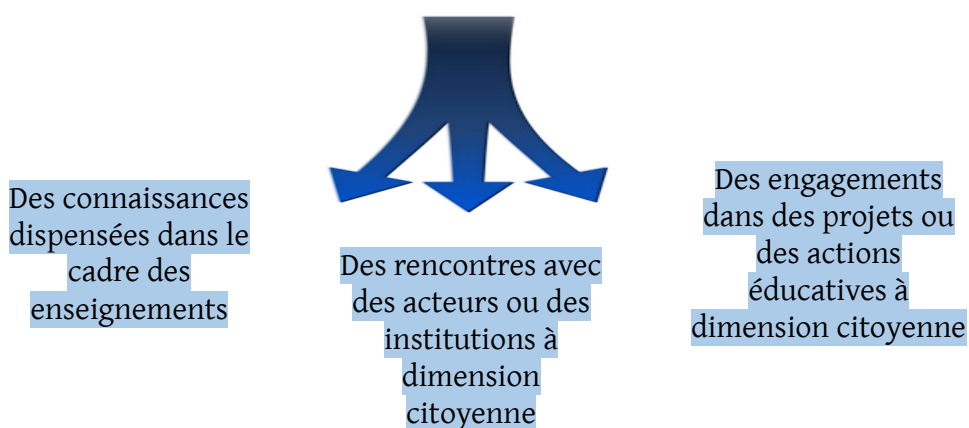 Des connaissances
dispensées dans le
cadre des
enseignements
Des rencontres avec
des acteurs ou des
institutions à
dimension
citoyenne
Des engagements
dans des projets ou
des actions
éducatives à
dimension citoyenne